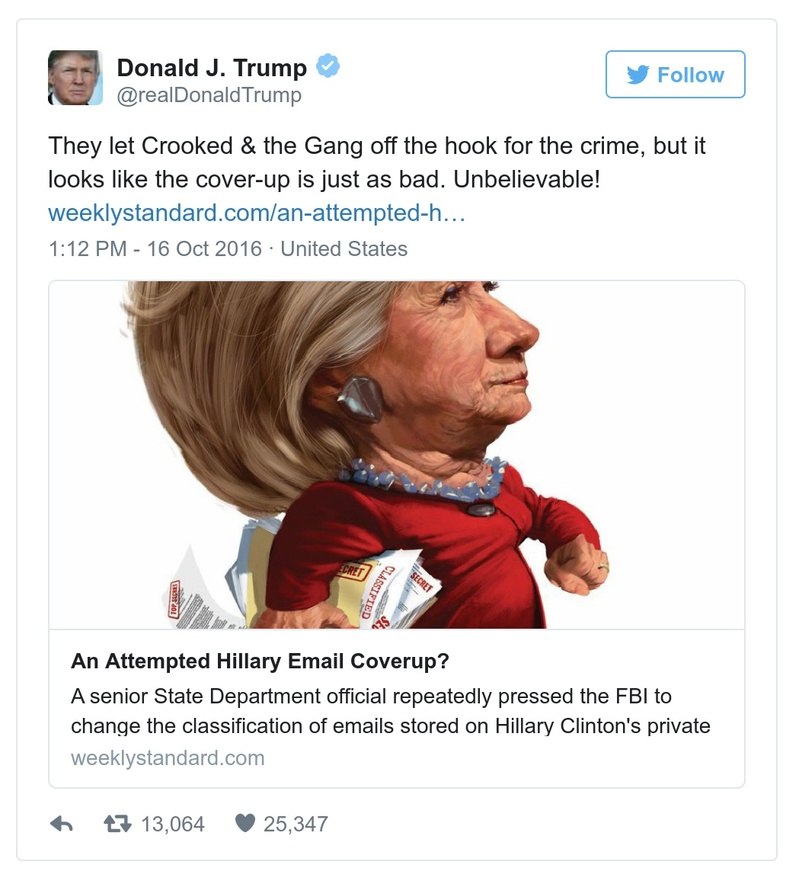 Donald J. Trump
@realDonaldTrump
Follow
They let Crooked & the Gang off the hook for the crime, but it
looks like the cover-up is just as bad. Unbelievable!
weeklystandard.com/an-attempted-h…
1:12 PM - 16 Oct 2016 · United States
TOP SECRET
SECRET
CLASSIFIED
SECRET
SEC
An Attempted Hillary Email Coverup?
A senior State Department official repeatedly pressed the FBI to
change the classification of emails stored on Hillary Clinton's private
weeklystandard.com
13,064
25,347